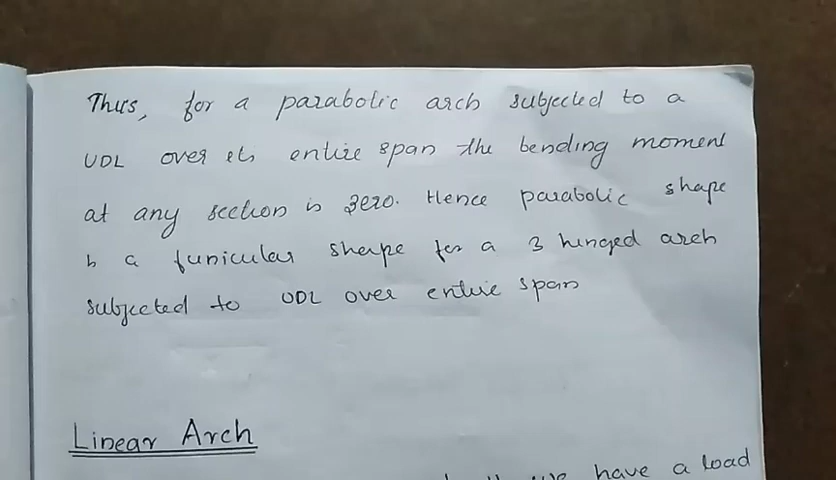 Thus, for a parabolic arch subjected to a
UDL over its entire span the bending moment
at any section is zero. Hence parabolic shape
is a funicular shape for a 3 hinged arch
subjected to UDL over entire span
Linear Arch
have a load